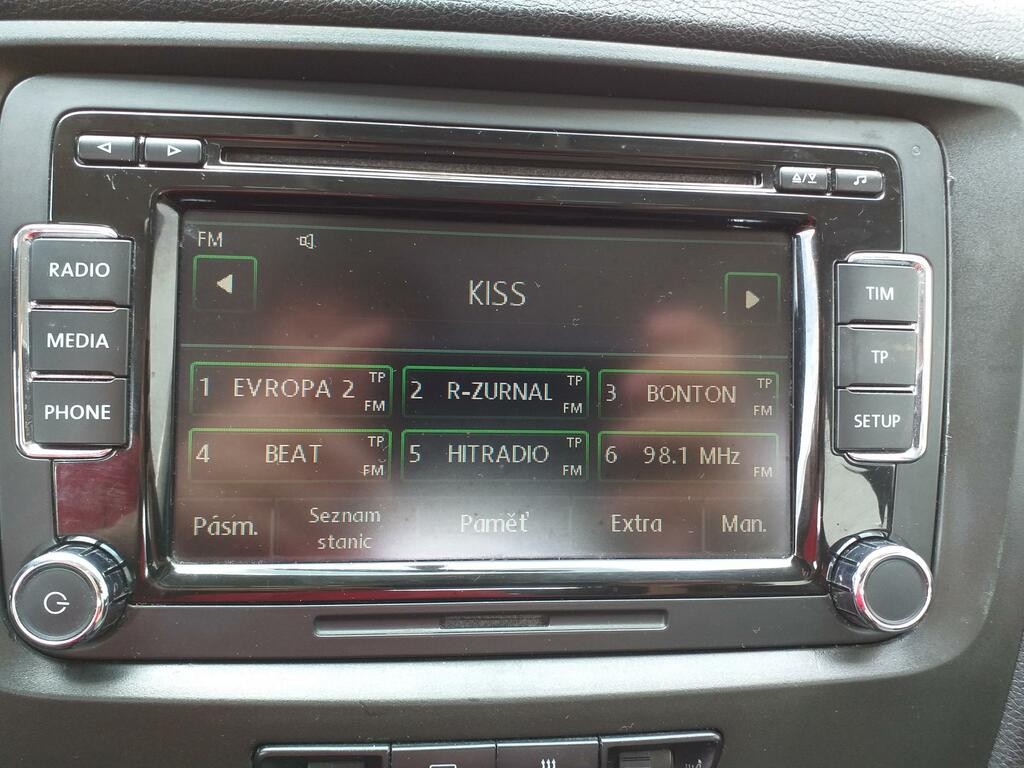 FM
RADIO
KISS
TIM
MEDIA
TP
PHONE
SETUP
1 EVROPA 2 TP FM
2 R-ZURNAL TP FM
3 BONTON TP FM
4 BEAT TP FM
5 HITRADIO TP FM
6 98.1 MHz FM
Pásm.
Seznam
stanic
Paměť
Extra
Man.